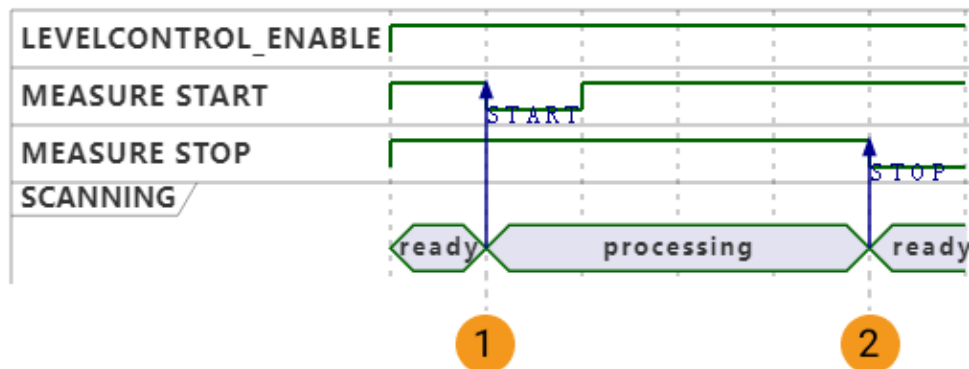 LEVELCONTROL_ENABLE
MEASURE START
START
MEASURE STOP
STOP
SCANNING
ready processing ready
1 2